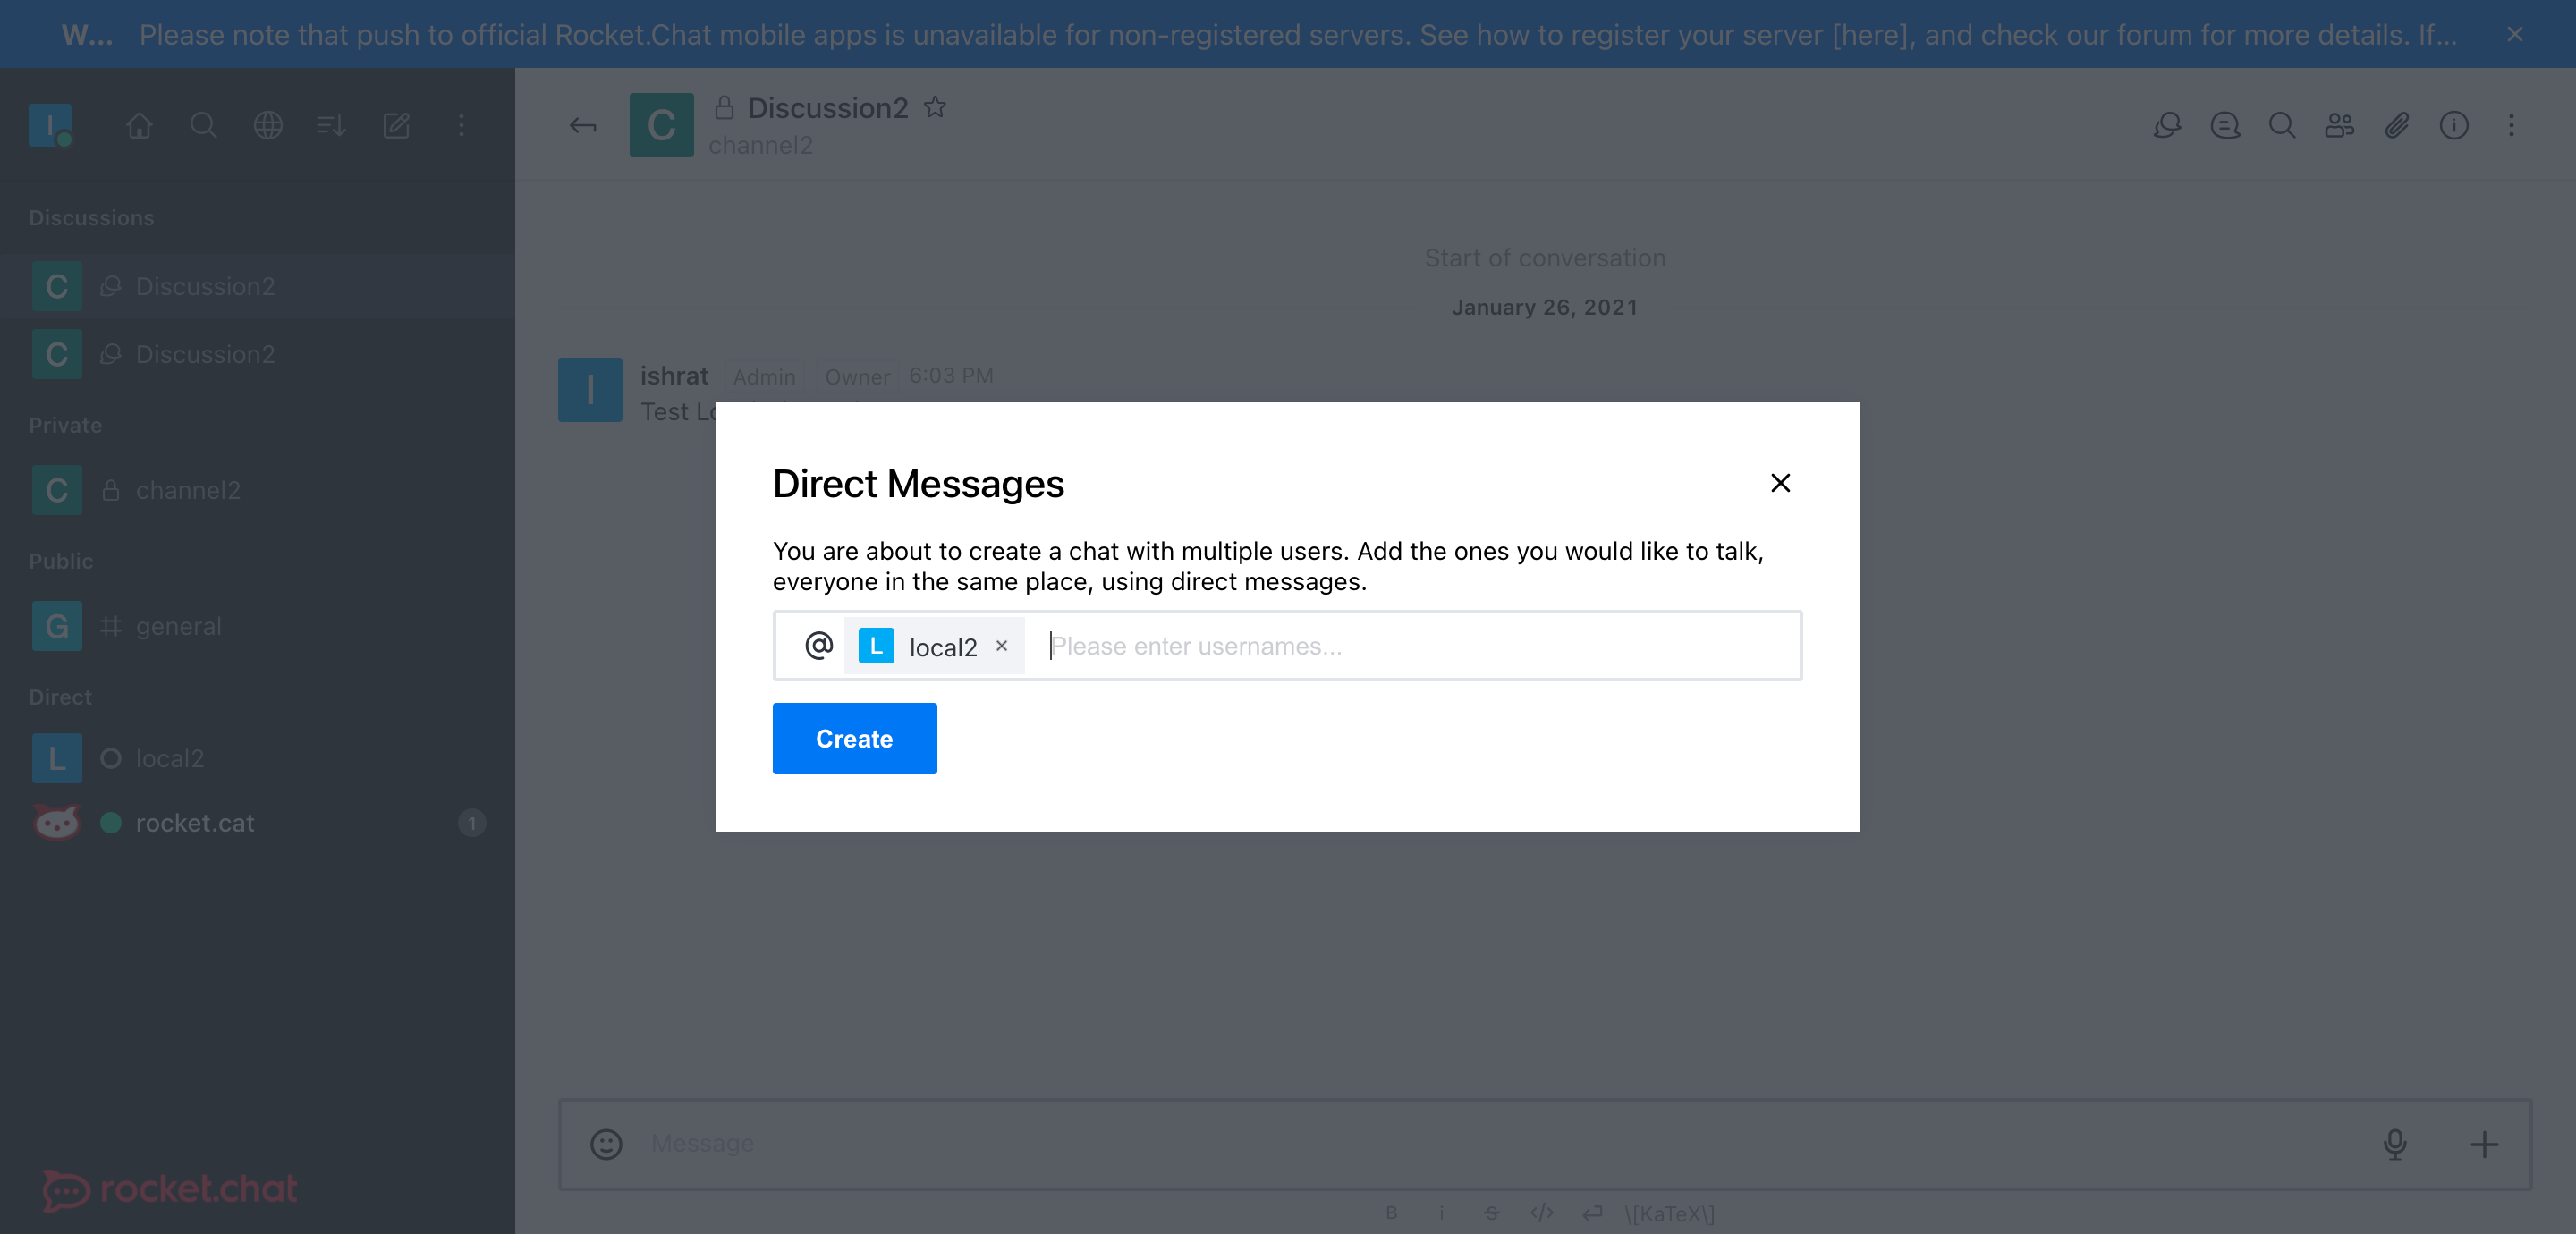 W... Please note that push to official Rocket.Chat mobile apps is unavailable for non-registered servers. See how to register your server [here], and check our forum for more details. If...
I
Discussions
C Discussion2
C Discussion2
Private
C channel2
Public
G general
Direct
L local2
rocket.cat 1
rocket.chat
C Discussion2
channel2
Start of conversation
January 26, 2021
I ishrat Admin Owner 6:03 PM
Test
Direct Messages
You are about to create a chat with multiple users. Add the ones you would like to talk,
everyone in the same place, using direct messages.
@ L local2 × Please enter usernames...
Create
Message
B i S </> \[KaTeX\]